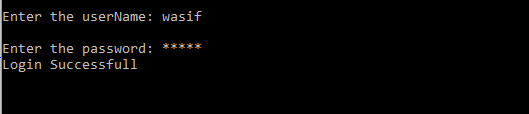 Enter the userName: wasif
Enter the password: *****
Login Successfull